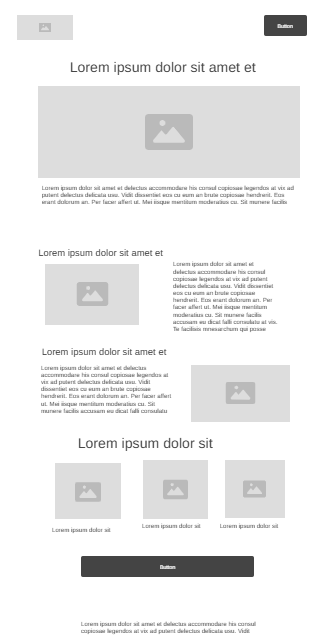 Button
Lorem ipsum dolor sit amet et
Lorem ipsum dolor sit amet et delectus accommodare his consul copiosae legendos at vix ad
putent delectus delicata usu. Vidit dissentiet eos cu eum an brute copiosae hendrerit. Eos
erant dolorum an. Per facer affert ut. Mei iisque mentitum moderatius cu. Sit munere facilis
Lorem ipsum dolor sit amet et
Lorem ipsum dolor sit amet et
delectus accommodare his consul
copiosae legendos at vix ad putent
delectus delicata usu. Vidit dissentiet
eos cu eum an brute copiosae
hendrerit. Eos erant dolorum an. Per
facer affert ut. Mei iisque mentitum
moderatius cu. Sit munere facilis
accusam eu dicat falli consulatu at vis.
Te facilisis mnesarchum qui posse
Lorem ipsum dolor sit amet et
Lorem ipsum dolor sit amet et delectus
accommodare his consul copiosae legendos at
vix ad putent delectus delicata usu. Vidit
dissentiet eos cu eum an brute copiosae
hendrerit. Eos erant dolorum an. Per facer affert
ut. Mei iisque mentitum moderatius cu. Sit
munere facilis accusam eu dicat falli consulatu
Lorem ipsum dolor sit
Lorem ipsum dolor sit
Lorem ipsum dolor sit
Lorem ipsum dolor sit
Button
Lorem ipsum dolor sit amet et delectus accommodare his consul
copiosae legendos at vix ad putent delectus delicata usu. Vidit